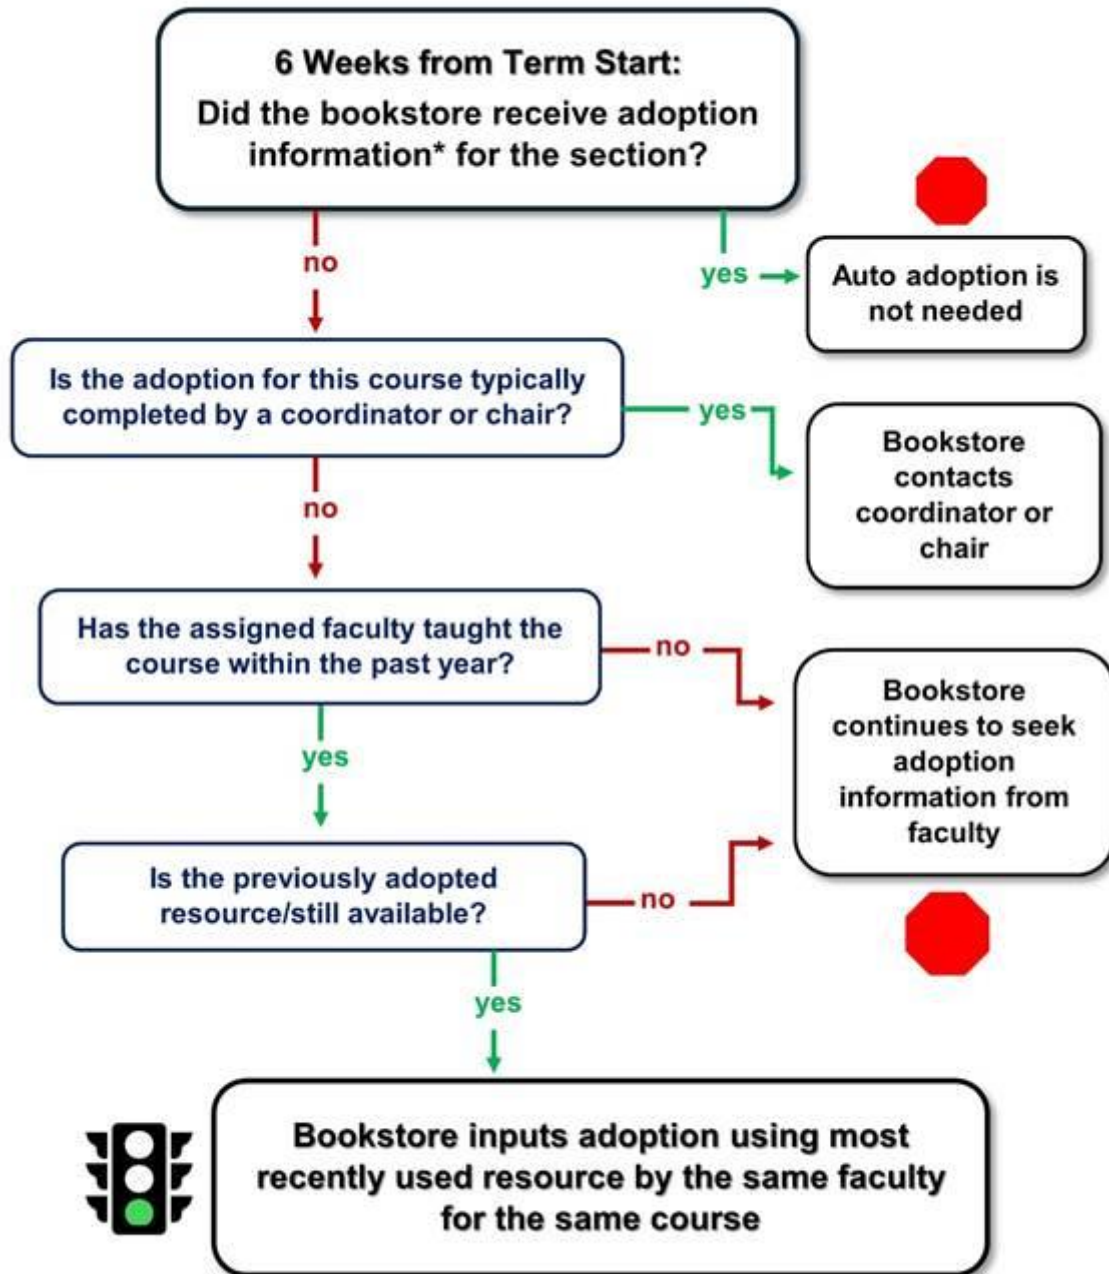 6 Weeks from Term Start:
Did the bookstore receive adoption
information* for the section?
no
yes
Auto adoption is
not needed
Is the adoption for this course typically
completed by a coordinator or chair?
yes
Bookstore
contacts
coordinator or
chair
no
Has the assigned faculty taught the
course within the past year?
no
Bookstore
continues to seek
adoption
information from
faculty
yes
Is the previously adopted
resource/still available?
no
yes
Bookstore inputs adoption using most
recently used resource by the same faculty
for the same course